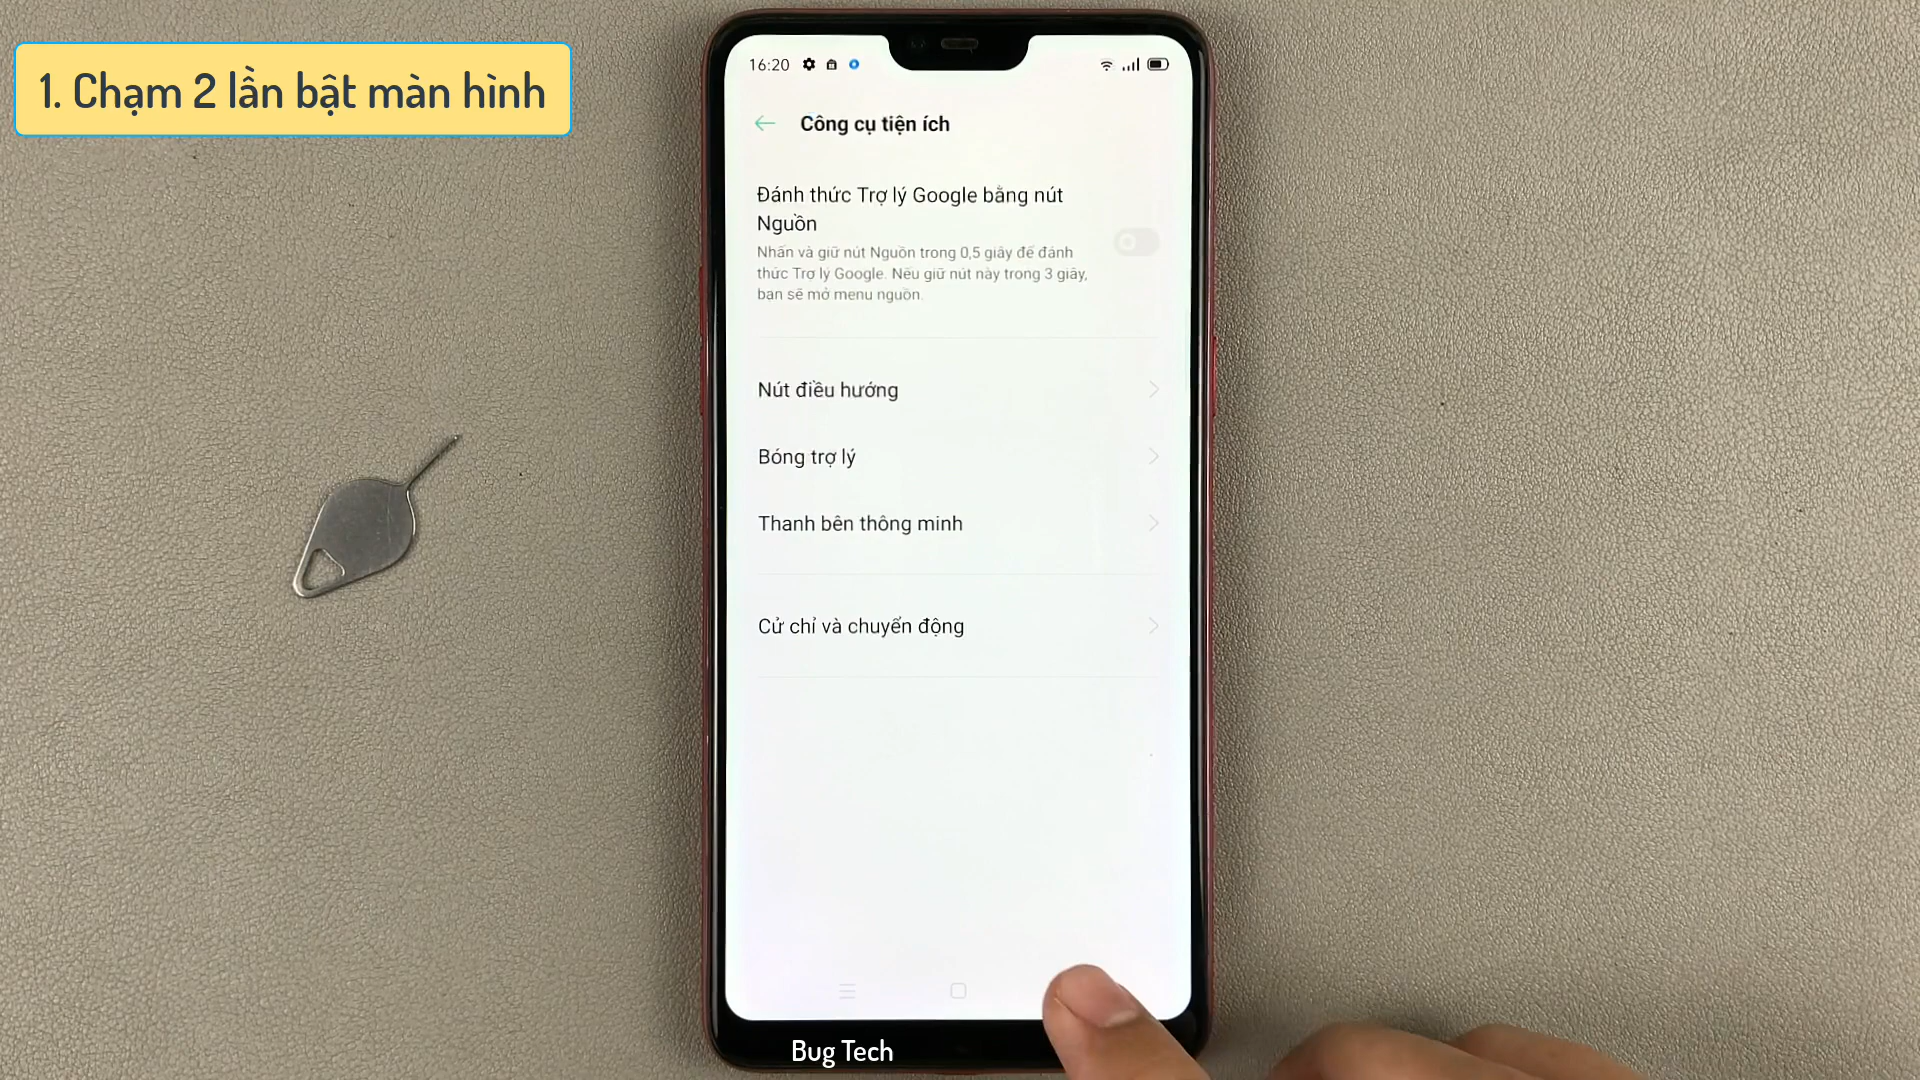 1. Chạm 2 lần bật màn hình
16:20
Công cụ tiện ích
Đánh thức Trợ lý Google bằng nút
Nguồn
Nhấn và giữ nút Nguồn trong 0,5 giây để đánh
thức Trợ lý Google. Nếu giữ nút này trong 3 giây,
bạn sẽ mở menu nguồn.
Nút điều hướng
Bóng trợ lý
Thanh bên thông minh
Cử chỉ và chuyển động
Bug Tech